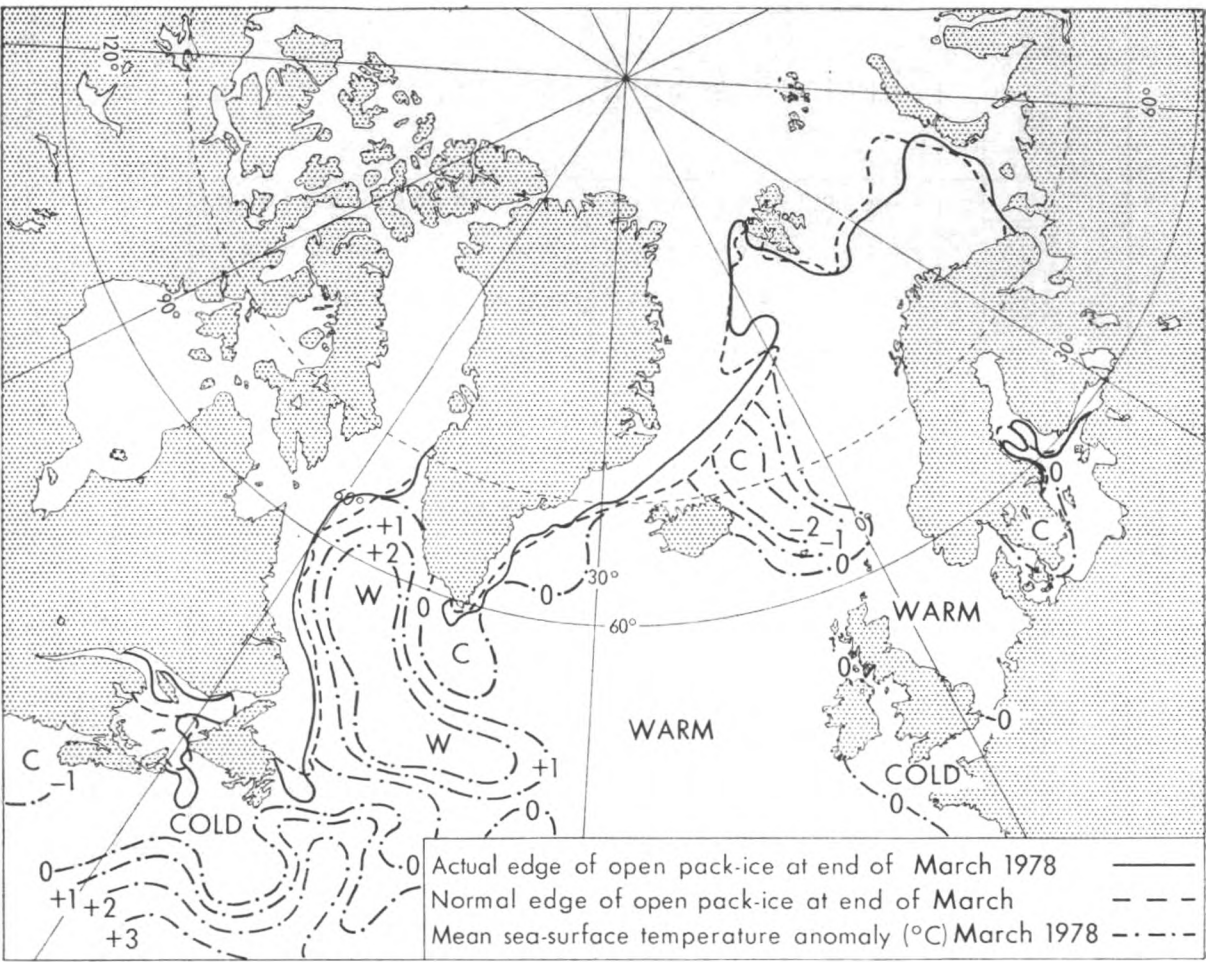 120°
60°
90°
30°
60°
0
C
+1
+2
C
-2
-1
0°
0
W
0
0
30°
60°
WARM
C
0
W
WARM
0
C
-1
+1
COLD
0
0
COLD
0
0
+1
+2
+3
0
Actual edge of open pack-ice at end of March 1978
Normal edge of open pack-ice at end of March
Mean sea-surface temperature anomaly (°C) March 1978